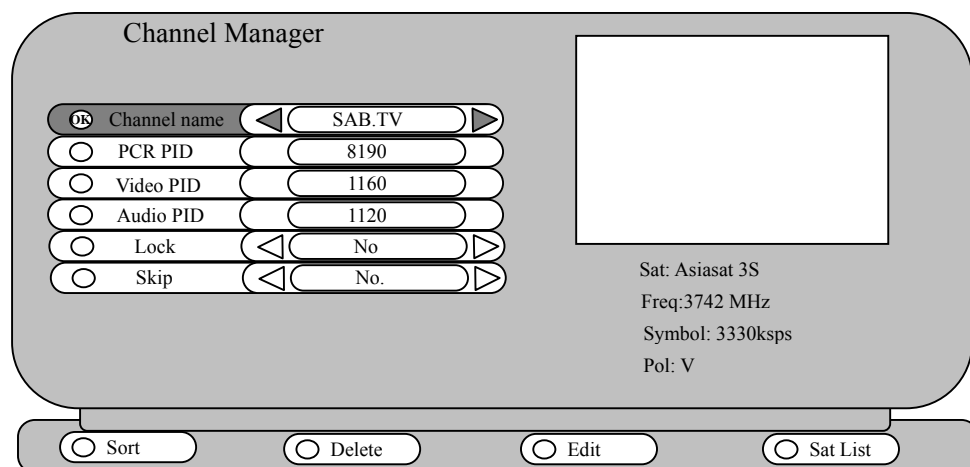 Channel Manager
OK Channel name SAB.TV
PCR PID 8190
Video PID 1160
Audio PID 1120
Lock No
Skip No.
Sat: Asiasat 3S
Freq:3742 MHz
Symbol: 3330ksps
Pol: V
Sort Delete Edit Sat List